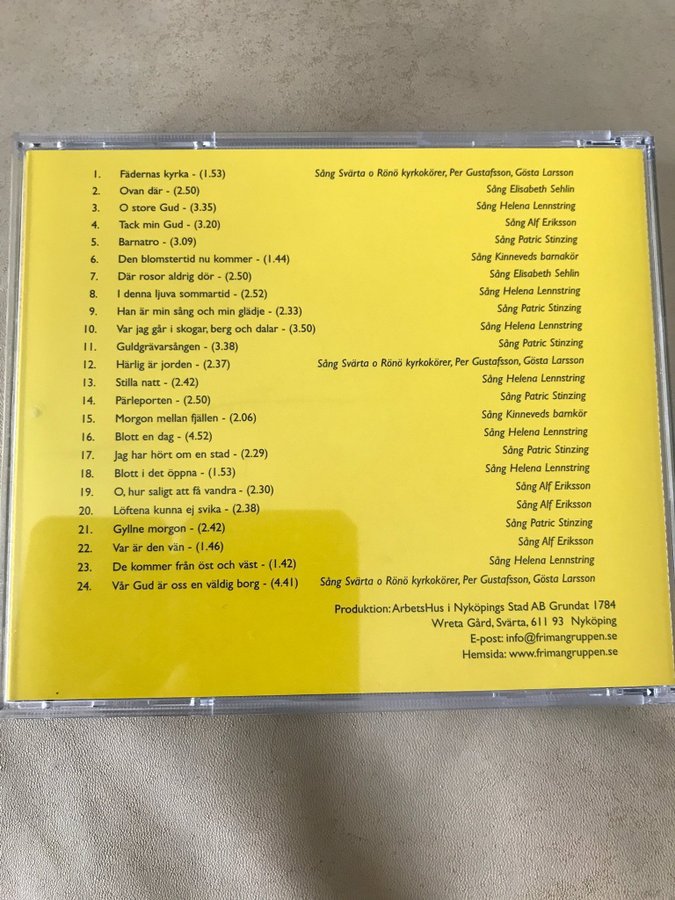 1. Fädernas kyrka - (1.53) Sång Svärta o Rönö kyrkokörer, Per Gustafsson, Gösta Larsson
2. Ovan där - (2.50) Sång Elisabeth Sehlin
3. O store Gud - (3.35) Sång Helena Lennstring
4. Tack min Gud - (3.20) Sång Alf Eriksson
5. Barnatro - (3.09) Sång Patric Stinzing
6. Den blomstertid nu kommer - (1.44) Sång Kinneveds barnakör
7. Där rosor aldrig dör - (2.50) Sång Elisabeth Sehlin
8. I denna ljuva sommartid - (2.52) Sång Helena Lennstring
9. Han är min sång och min glädje - (2.33) Sång Patric Stinzing
10. Var jag går i skogar, berg och dalar - (3.50) Sång Helena Lennstring
11. Guldgrävarsången - (3.38) Sång Patric Stinzing
12. Härlig är jorden - (2.37) Sång Svärta o Rönö kyrkokörer, Per Gustafsson, Gösta Larsson
13. Stilla natt - (2.42) Sång Helena Lennstring
14. Pärleporten - (2.50) Sång Patric Stinzing
15. Morgon mellan fjällen - (2.06) Sång Kinneveds barnkör
16. Blott en dag - (4.52) Sång Helena Lennstring
17. Jag har hört om en stad - (2.29) Sång Patric Stinzing
18. Blott i det öppna - (1.53) Sång Helena Lennstring
19. O, hur saligt att få vandra - (2.30) Sång Alf Eriksson
20. Löftena kunna ej svika - (2.38) Sång Alf Eriksson
21. Gyllne morgon - (2.42) Sång Patric Stinzing
22. Var är den vän - (1.46) Sång Alf Eriksson
23. De kommer från öst och väst - (1.42) Sång Helena Lennstring
24. Vår Gud är oss en väldig borg - (4.41) Sång Svärta o Rönö kyrkokörer, Per Gustafsson, Gösta Larsson
Produktion: ArbetsHus i Nyköpings Stad AB Grundat 1784
Wreta Gård, Svärta, 611 93 Nyköping
E-post: info@frimangruppen.se
Hemsida: www.frimangruppen.se